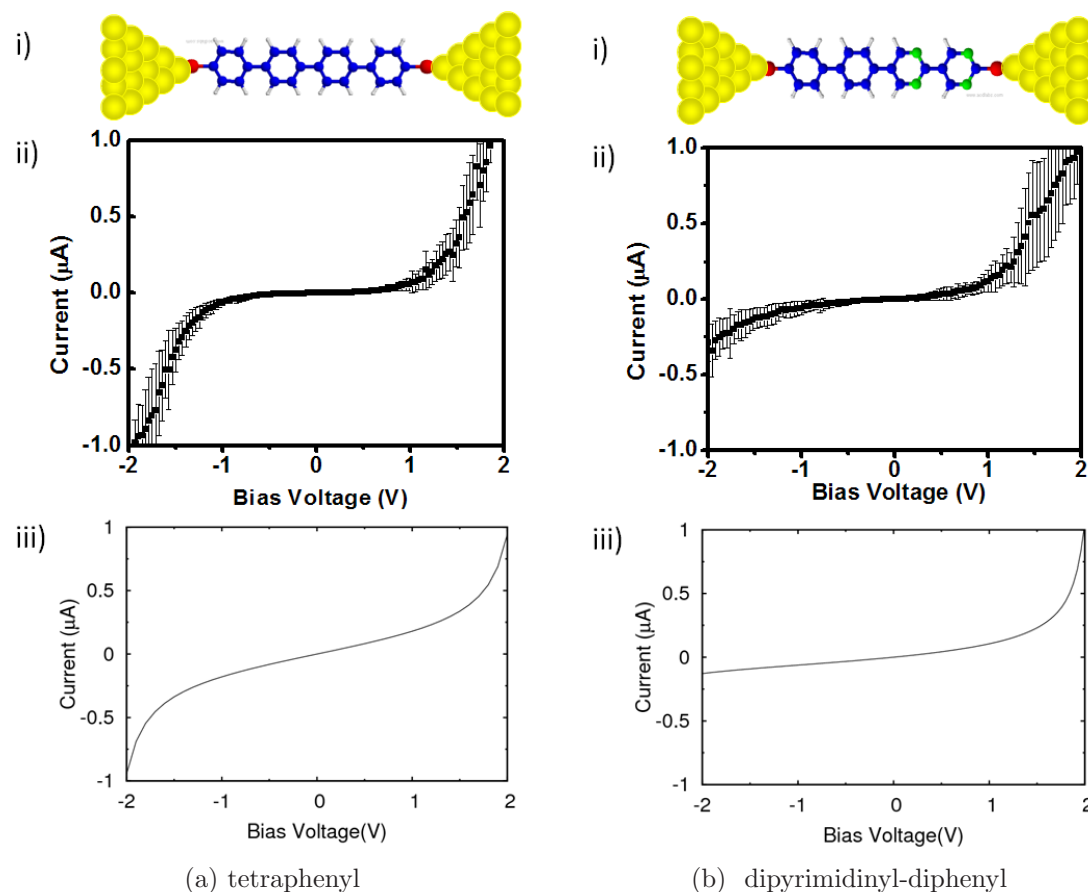 i)
ii)
1.0
0.5
0.0
-0.5
-1.0
Current (μA)
-2
-1
0
1
2
Bias Voltage (V)
iii)
1
0.5
0
-0.5
-1
Current (μA)
-2
-1
0
1
2
Bias Voltage(V)
(a) tetraphenyl
i)
ii)
1.0
0.5
0.0
-0.5
-1.0
Current (μA)
-2
-1
0
1
2
Bias Voltage (V)
iii)
1
0.5
0
-0.5
-1
Current (μA)
-2
-1
0
1
2
Bias Voltage(V)
(b) dipyrimidinyl-diphenyl